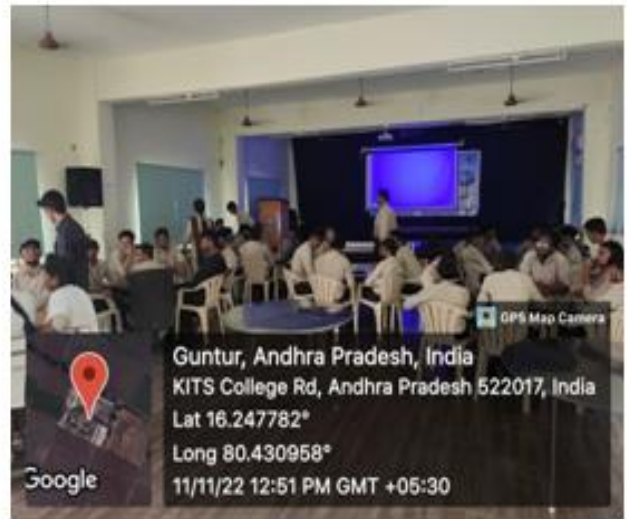 GPS Map Camera
Guntur, Andhra Pradesh, India
KITS College Rd, Andhra Pradesh 522017, India
Lat 16.247782°
Long 80.430958°
11/11/22 12:51 PM GMT +05:30
Google